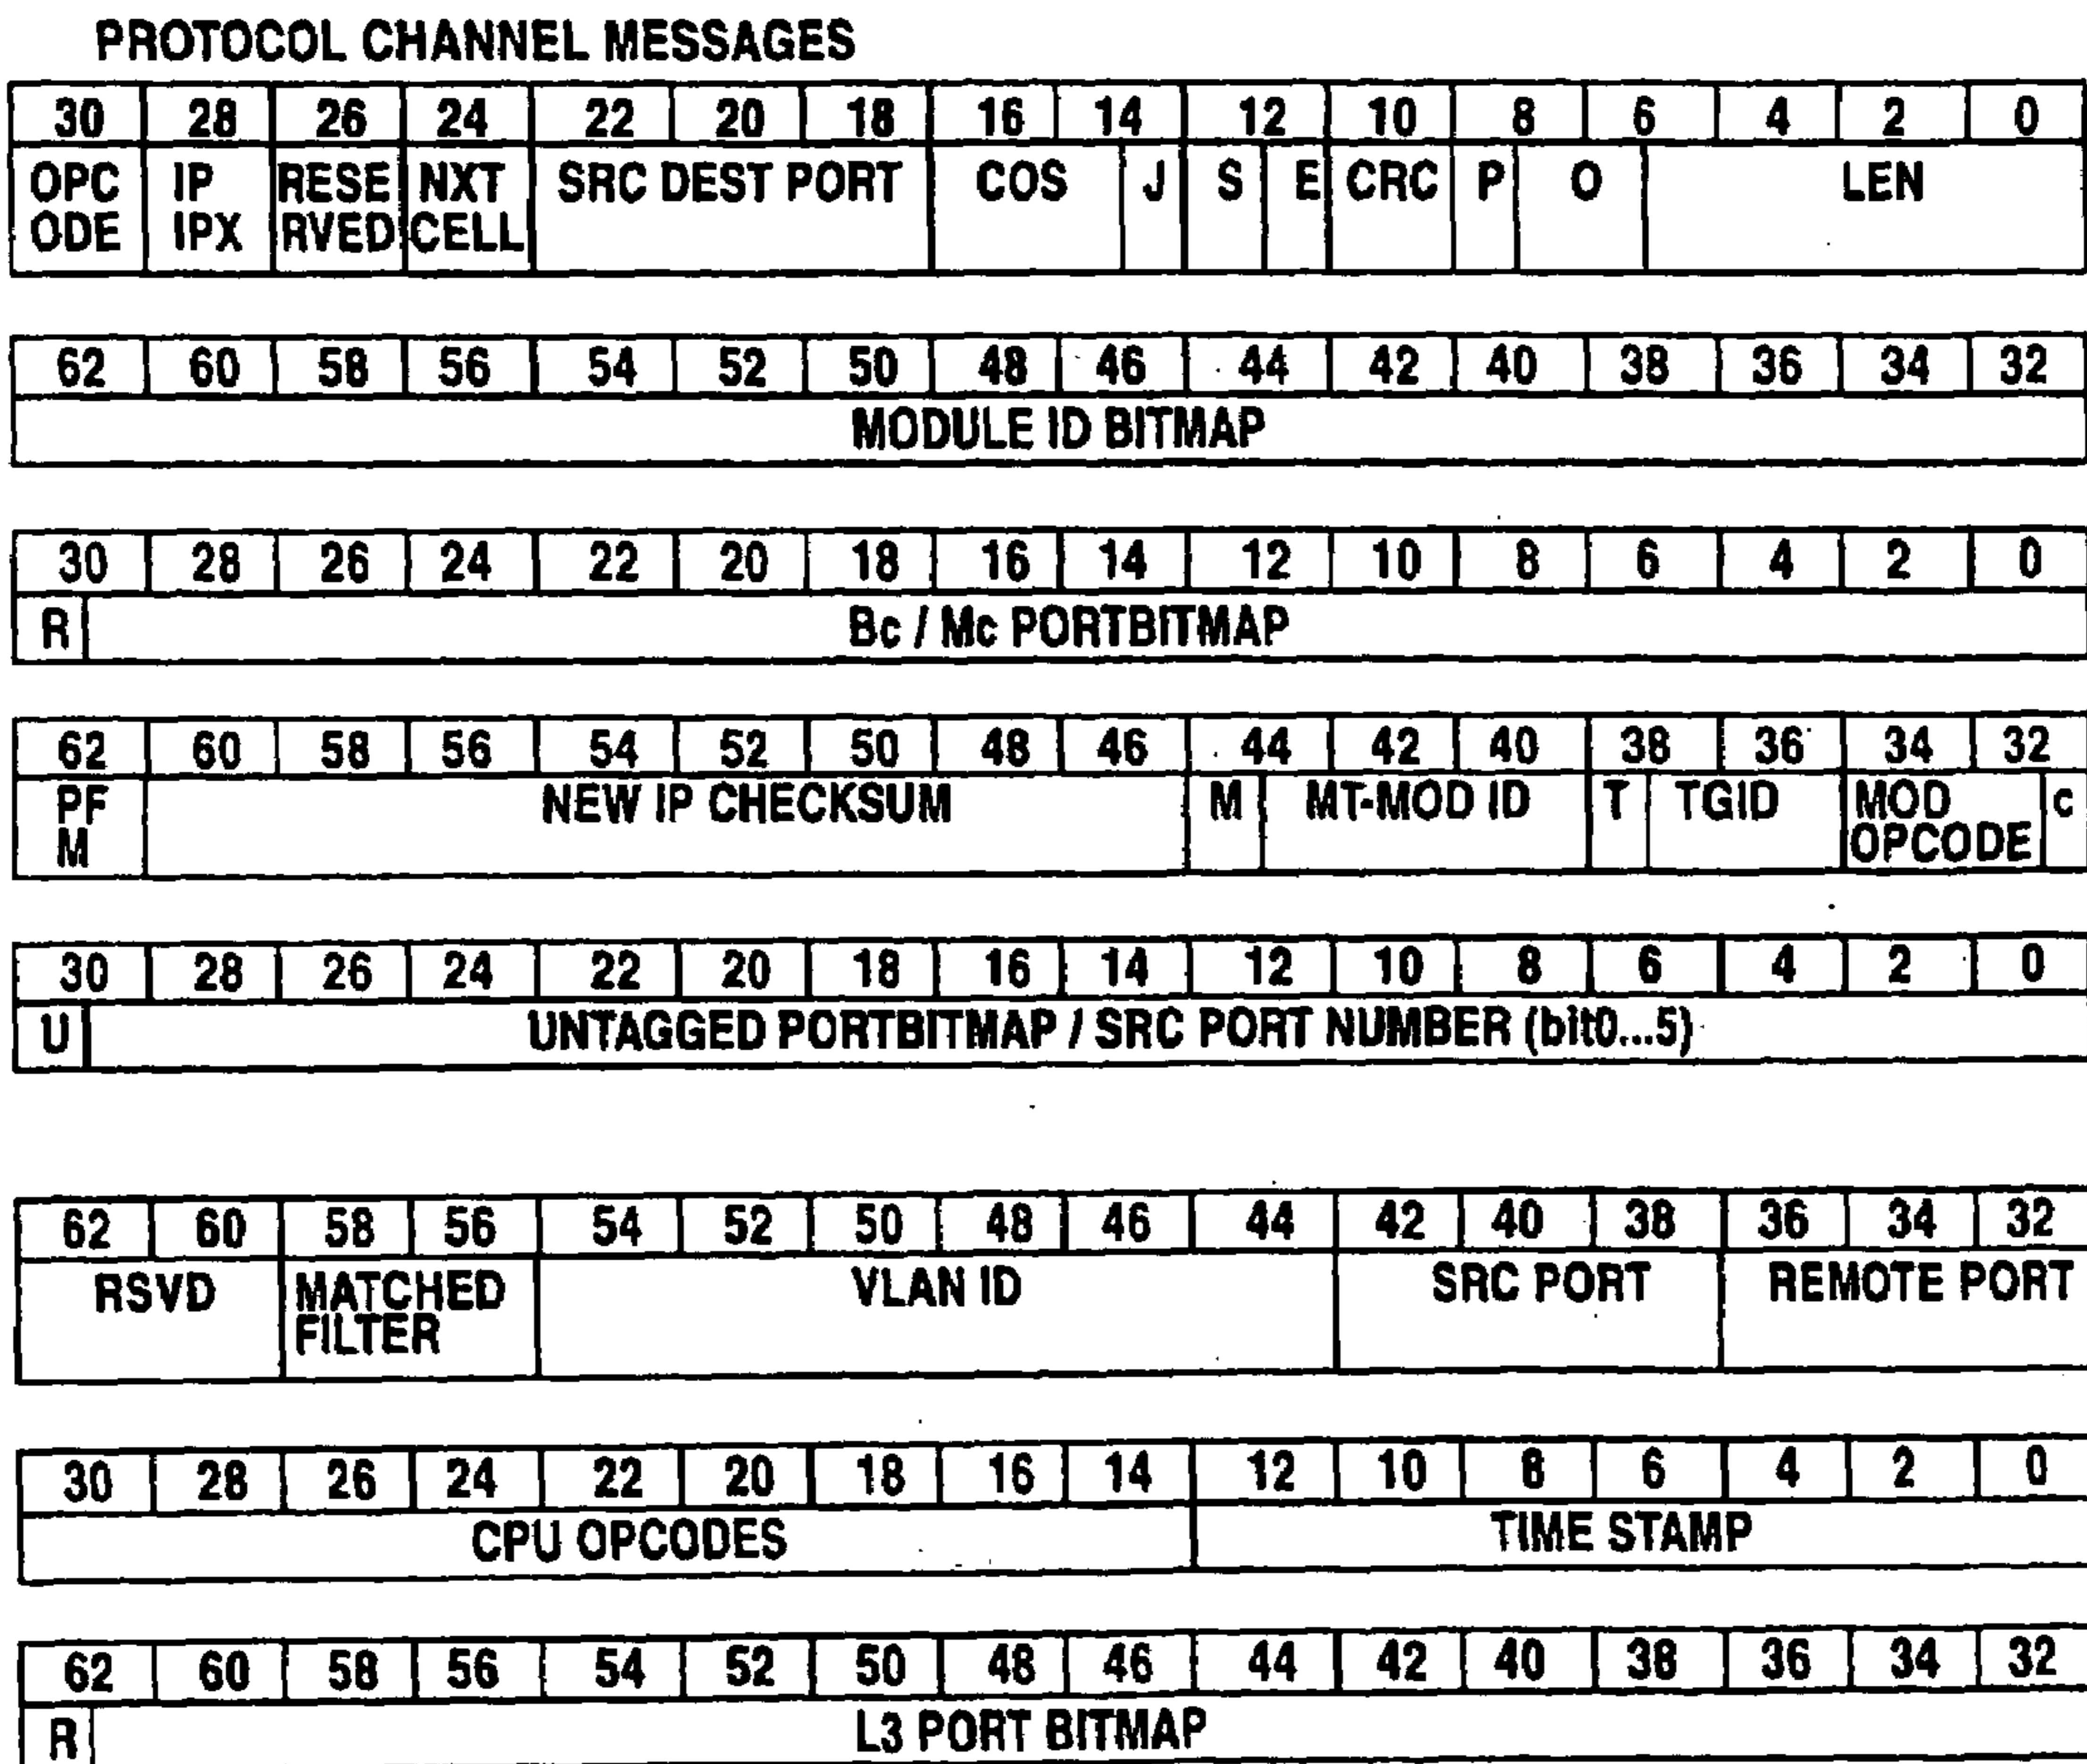 PROTOCOL CHANNEL MESSAGES
30 28 26 24 22 20 18 16 14 12 10 8 6 4 2 0
OPC IP RESE NXT SRC DEST PORT COS J S E CRC P O LEN
ODE IPX RVED CELL
62 60 58 56 54 52 50 48 46 44 42 40 38 36 34 32
MODULE ID BITMAP
30 28 26 24 22 20 18 16 14 12 10 8 6 4 2 0
R Bc / Mc PORTBITMAP
62 60 58 56 54 52 50 48 46 44 42 40 38 36 34 32
PF NEW IP CHECKSUM M MT-MOD ID T TGID MOD c
M OPCODE
30 28 26 24 22 20 18 16 14 12 10 8 6 4 2 0
U UNTAGGED PORTBITMAP / SRC PORT NUMBER (bit0...5)
62 60 58 56 54 52 50 48 46 44 42 40 38 36 34 32
RSVD MATCHED VLAN ID SRC PORT REMOTE PORT
FILTER
30 28 26 24 22 20 18 16 14 12 10 8 6 4 2 0
CPU OPCODES TIME STAMP
62 60 58 56 54 52 50 48 46 44 42 40 38 36 34 32
R L3 PORT BITMAP